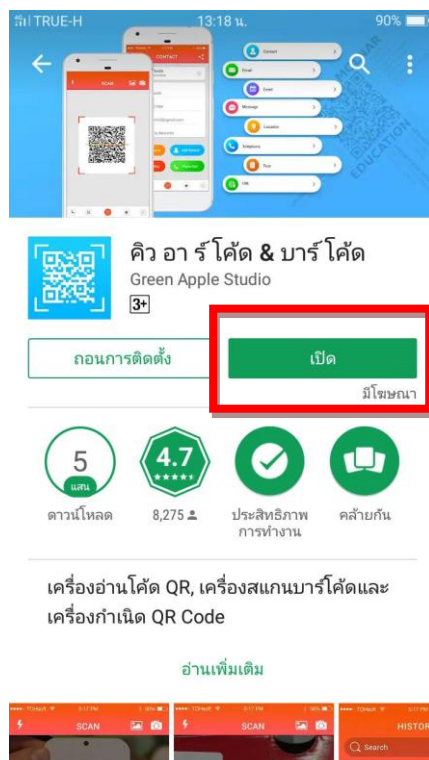 TRUE-H 13:18 น. 90%
SCAN
CONTACT
Contact
Email
Event
Message
Location
Telephone
URL
EDUCATION
คิว อา ร์ โค้ด & บาร์ โค้ด
Green Apple Studio
3+
ถอนการติดตั้ง เปิด
มีโฆษณา
5 4.7
แสน
ดาวน์โหลด 8,275 ประสิทธิภาพ คล้ายกัน
การทำงาน
เครื่องอ่านโค้ด QR, เครื่องสแกนบาร์โค้ดและ
เครื่องกำเนิด QR Code
อ่านเพิ่มเติม
SCAN SCAN HISTOR
Search